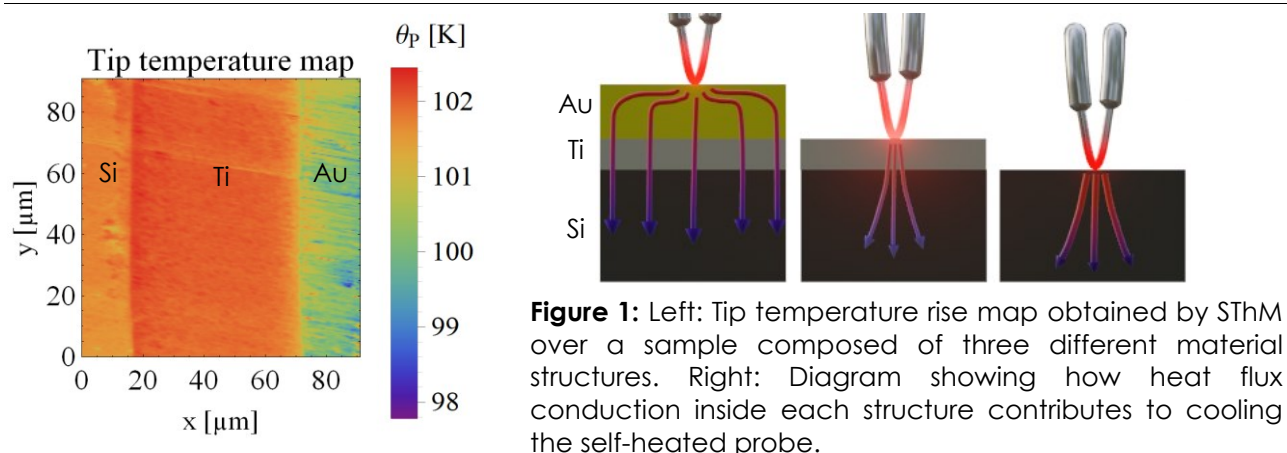 θP [K]
Tip temperature map
80
60
40
20
0
y [µm]
Si
Ti
Au
0
20
40
60
80
x [µm]
102
101
100
99
98
Au
Ti
Si
Figure 1: Left: Tip temperature rise map obtained by SThM
over a sample composed of three different material
structures. Right: Diagram showing how heat flux
conduction inside each structure contributes to cooling
the self-heated probe.